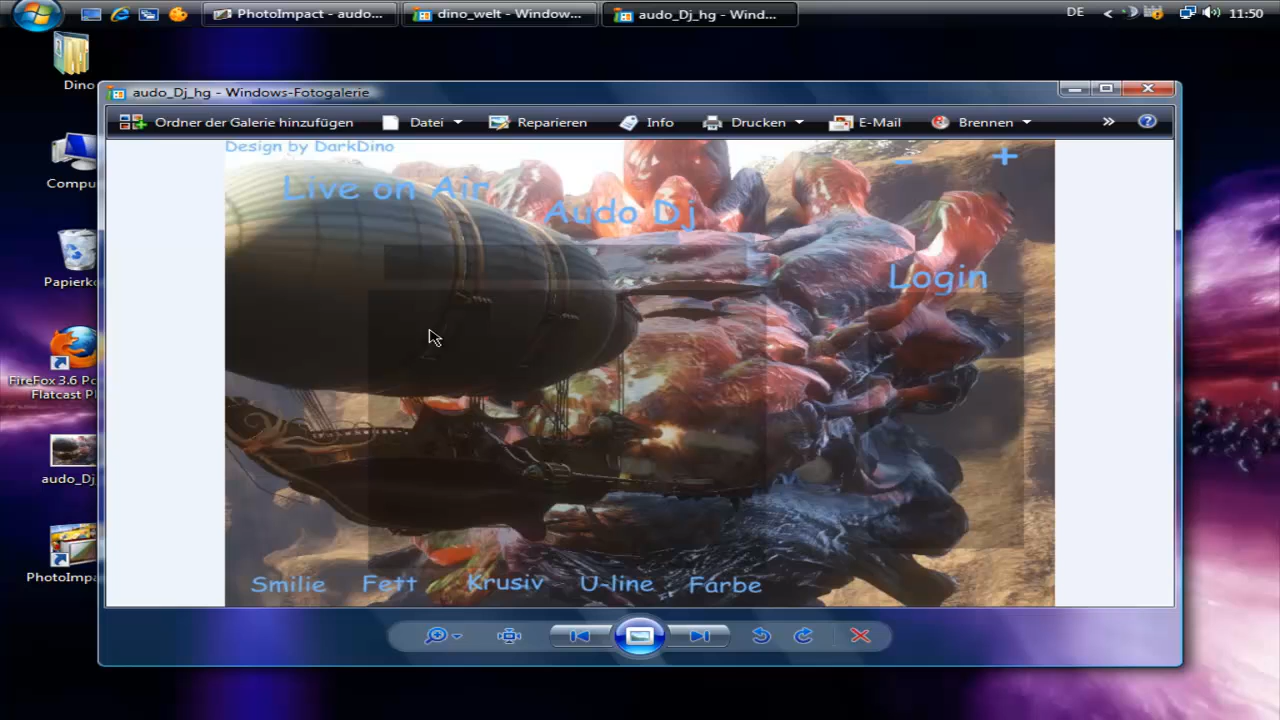 PhotoImpact - audo...
dino_welt - Window...
audo_Dj_hg - Wind...
DE
11:50
Dino
Compu
Papierko
FireFox 3.6 Po
Flatcast Pl
audo_Dj_
PhotoImpa
audo_Dj_hg - Windows-Fotogalerie
Ordner der Galerie hinzufügen
Datei
Reparieren
Info
Drucken
E-Mail
Brennen
»
Design by DarkDino
- +
Live on Air
Audo Dj
Login
Smilie Fett Krusiv U-line Farbe